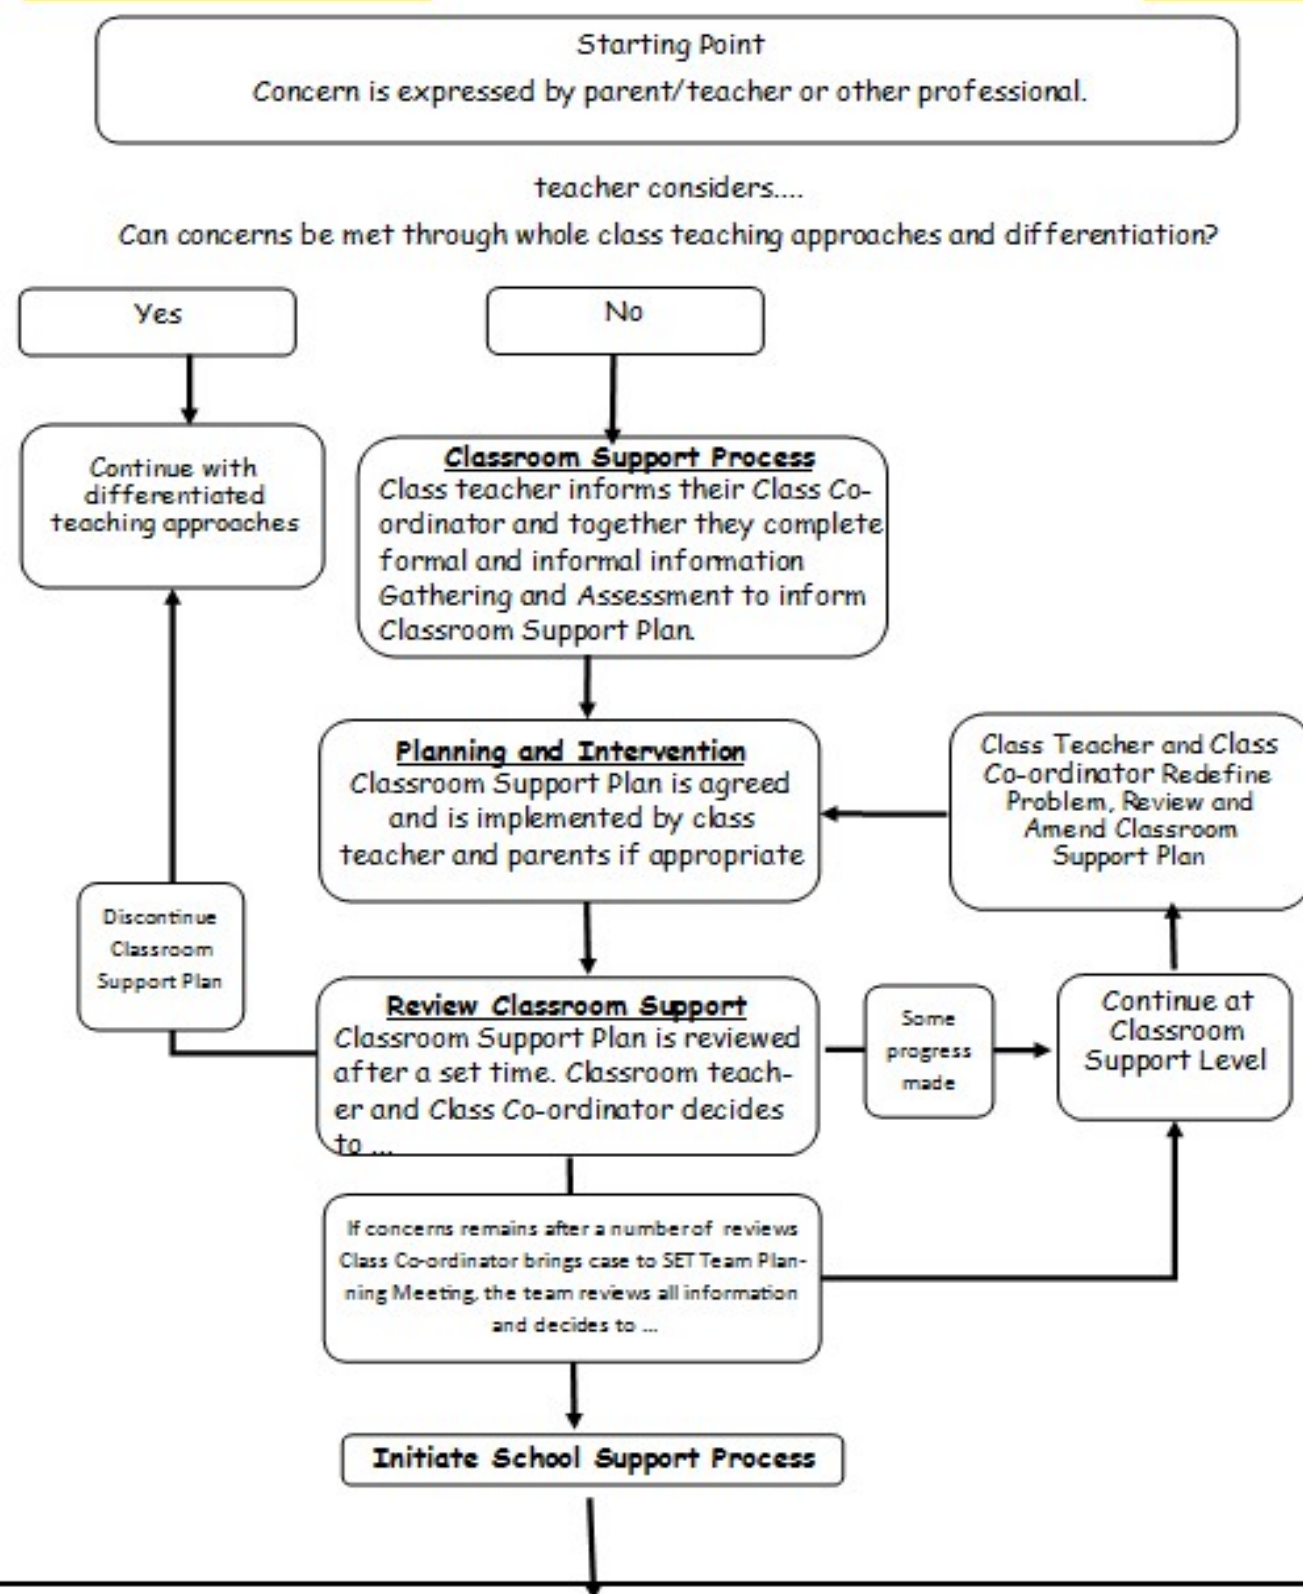 Starting Point
Concern is expressed by parent/teacher or other professional.
teacher considers....
Can concerns be met through whole class teaching approaches and differentiation?
Yes
No
Continue with
differentiated
teaching approaches
Classroom Support Process
Class teacher informs their Class Co-
ordinator and together they complete
formal and informal information
Gathering and Assessment to inform
Classroom Support Plan.
Planning and Intervention
Classroom Support Plan is agreed
and is implemented by class
teacher and parents if appropriate
Class Teacher and Class
Co-ordinator Redefine
Problem, Review and
Amend Classroom
Support Plan
Discontinue
Classroom
Support Plan
Review Classroom Support
Classroom Support Plan is reviewed
after a set time. Classroom teach-
er and Class Co-ordinator decides
to ...
Some
progress
made
Continue at
Classroom
Support Level
If concerns remains after a number of reviews
Class Co-ordinator brings case to SET Team Plan-
ning Meeting, the team reviews all information
and decides to ...
Initiate School Support Process